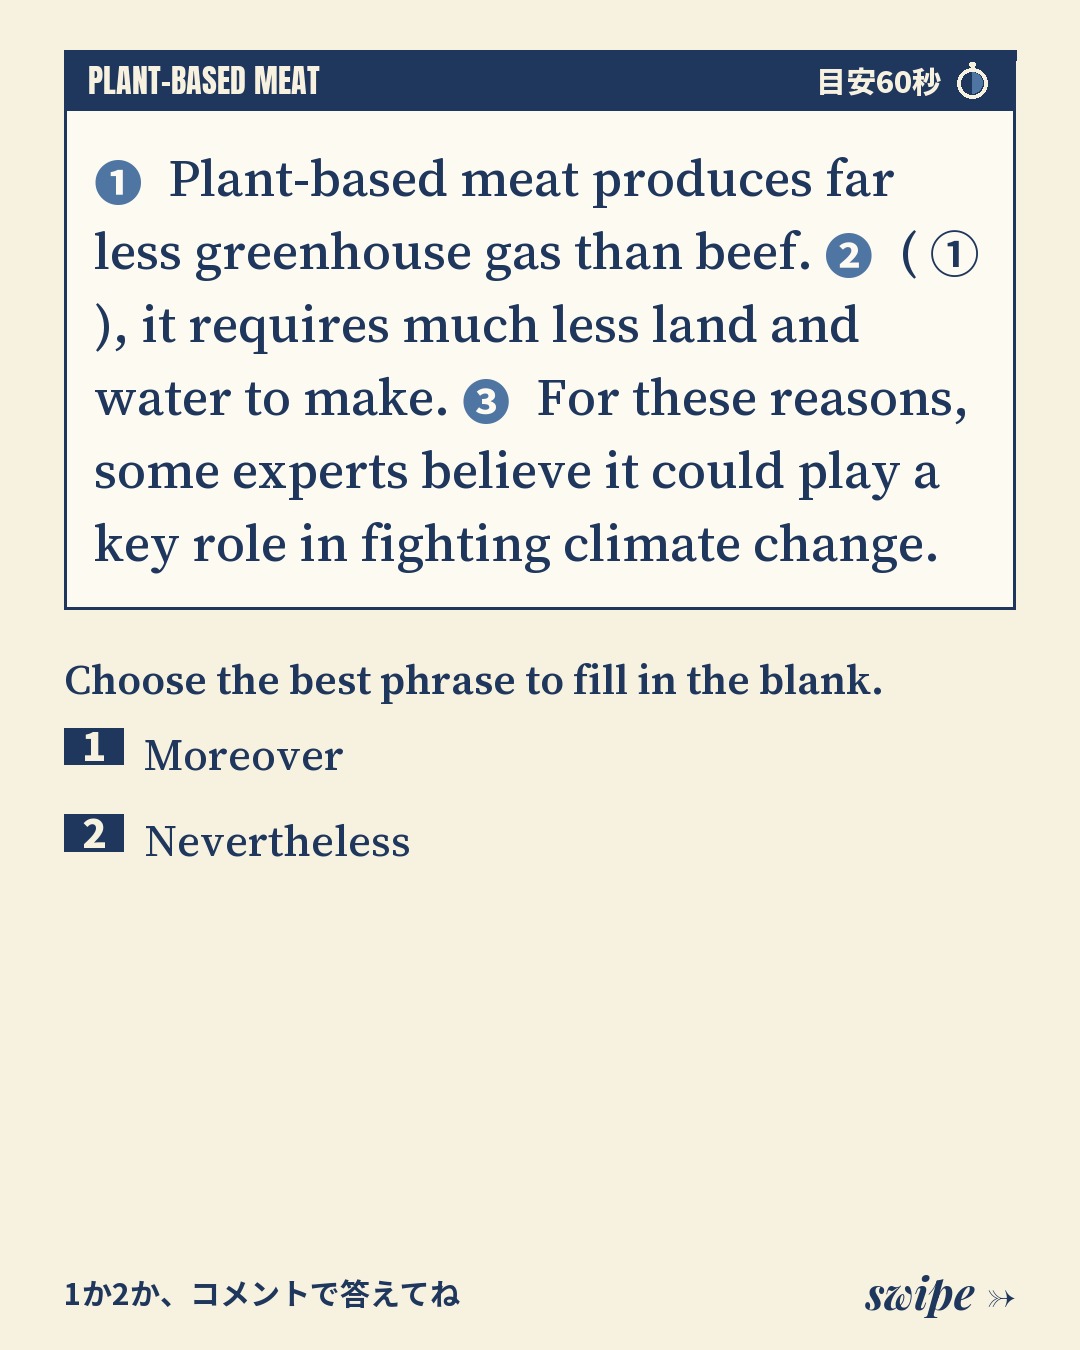 PLANT-BASED MEAT
目安60秒
❶ Plant-based meat produces far
less greenhouse gas than beef. ❷ ( ①
), it requires much less land and
water to make. ❸ For these reasons,
some experts believe it could play a
key role in fighting climate change.
Choose the best phrase to fill in the blank.
1 Moreover
2 Nevertheless
1か2か、コメントで答えてね
swipe